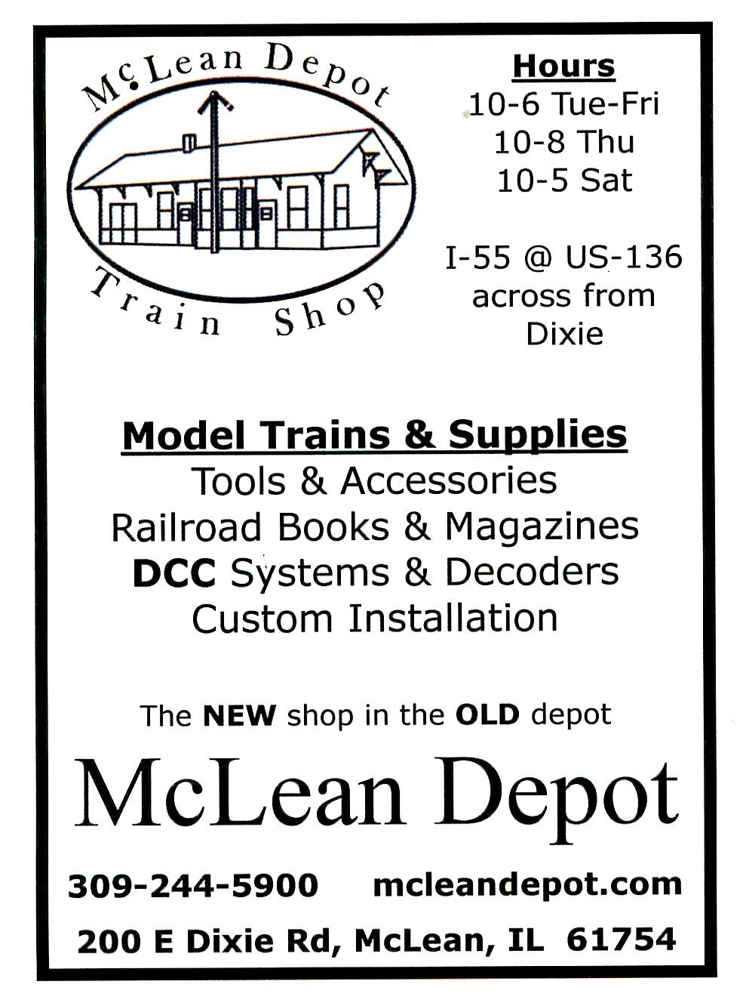 McLean Depot
Train Shop
Hours
10-6 Tue-Fri
10-8 Thu
10-5 Sat
I-55 @ US-136
across from
Dixie
Model Trains & Supplies
Tools & Accessories
Railroad Books & Magazines
DCC Systems & Decoders
Custom Installation
The NEW shop in the OLD depot
McLean Depot
309-244-5900 mcleandepot.com
200 E Dixie Rd, McLean, IL 61754